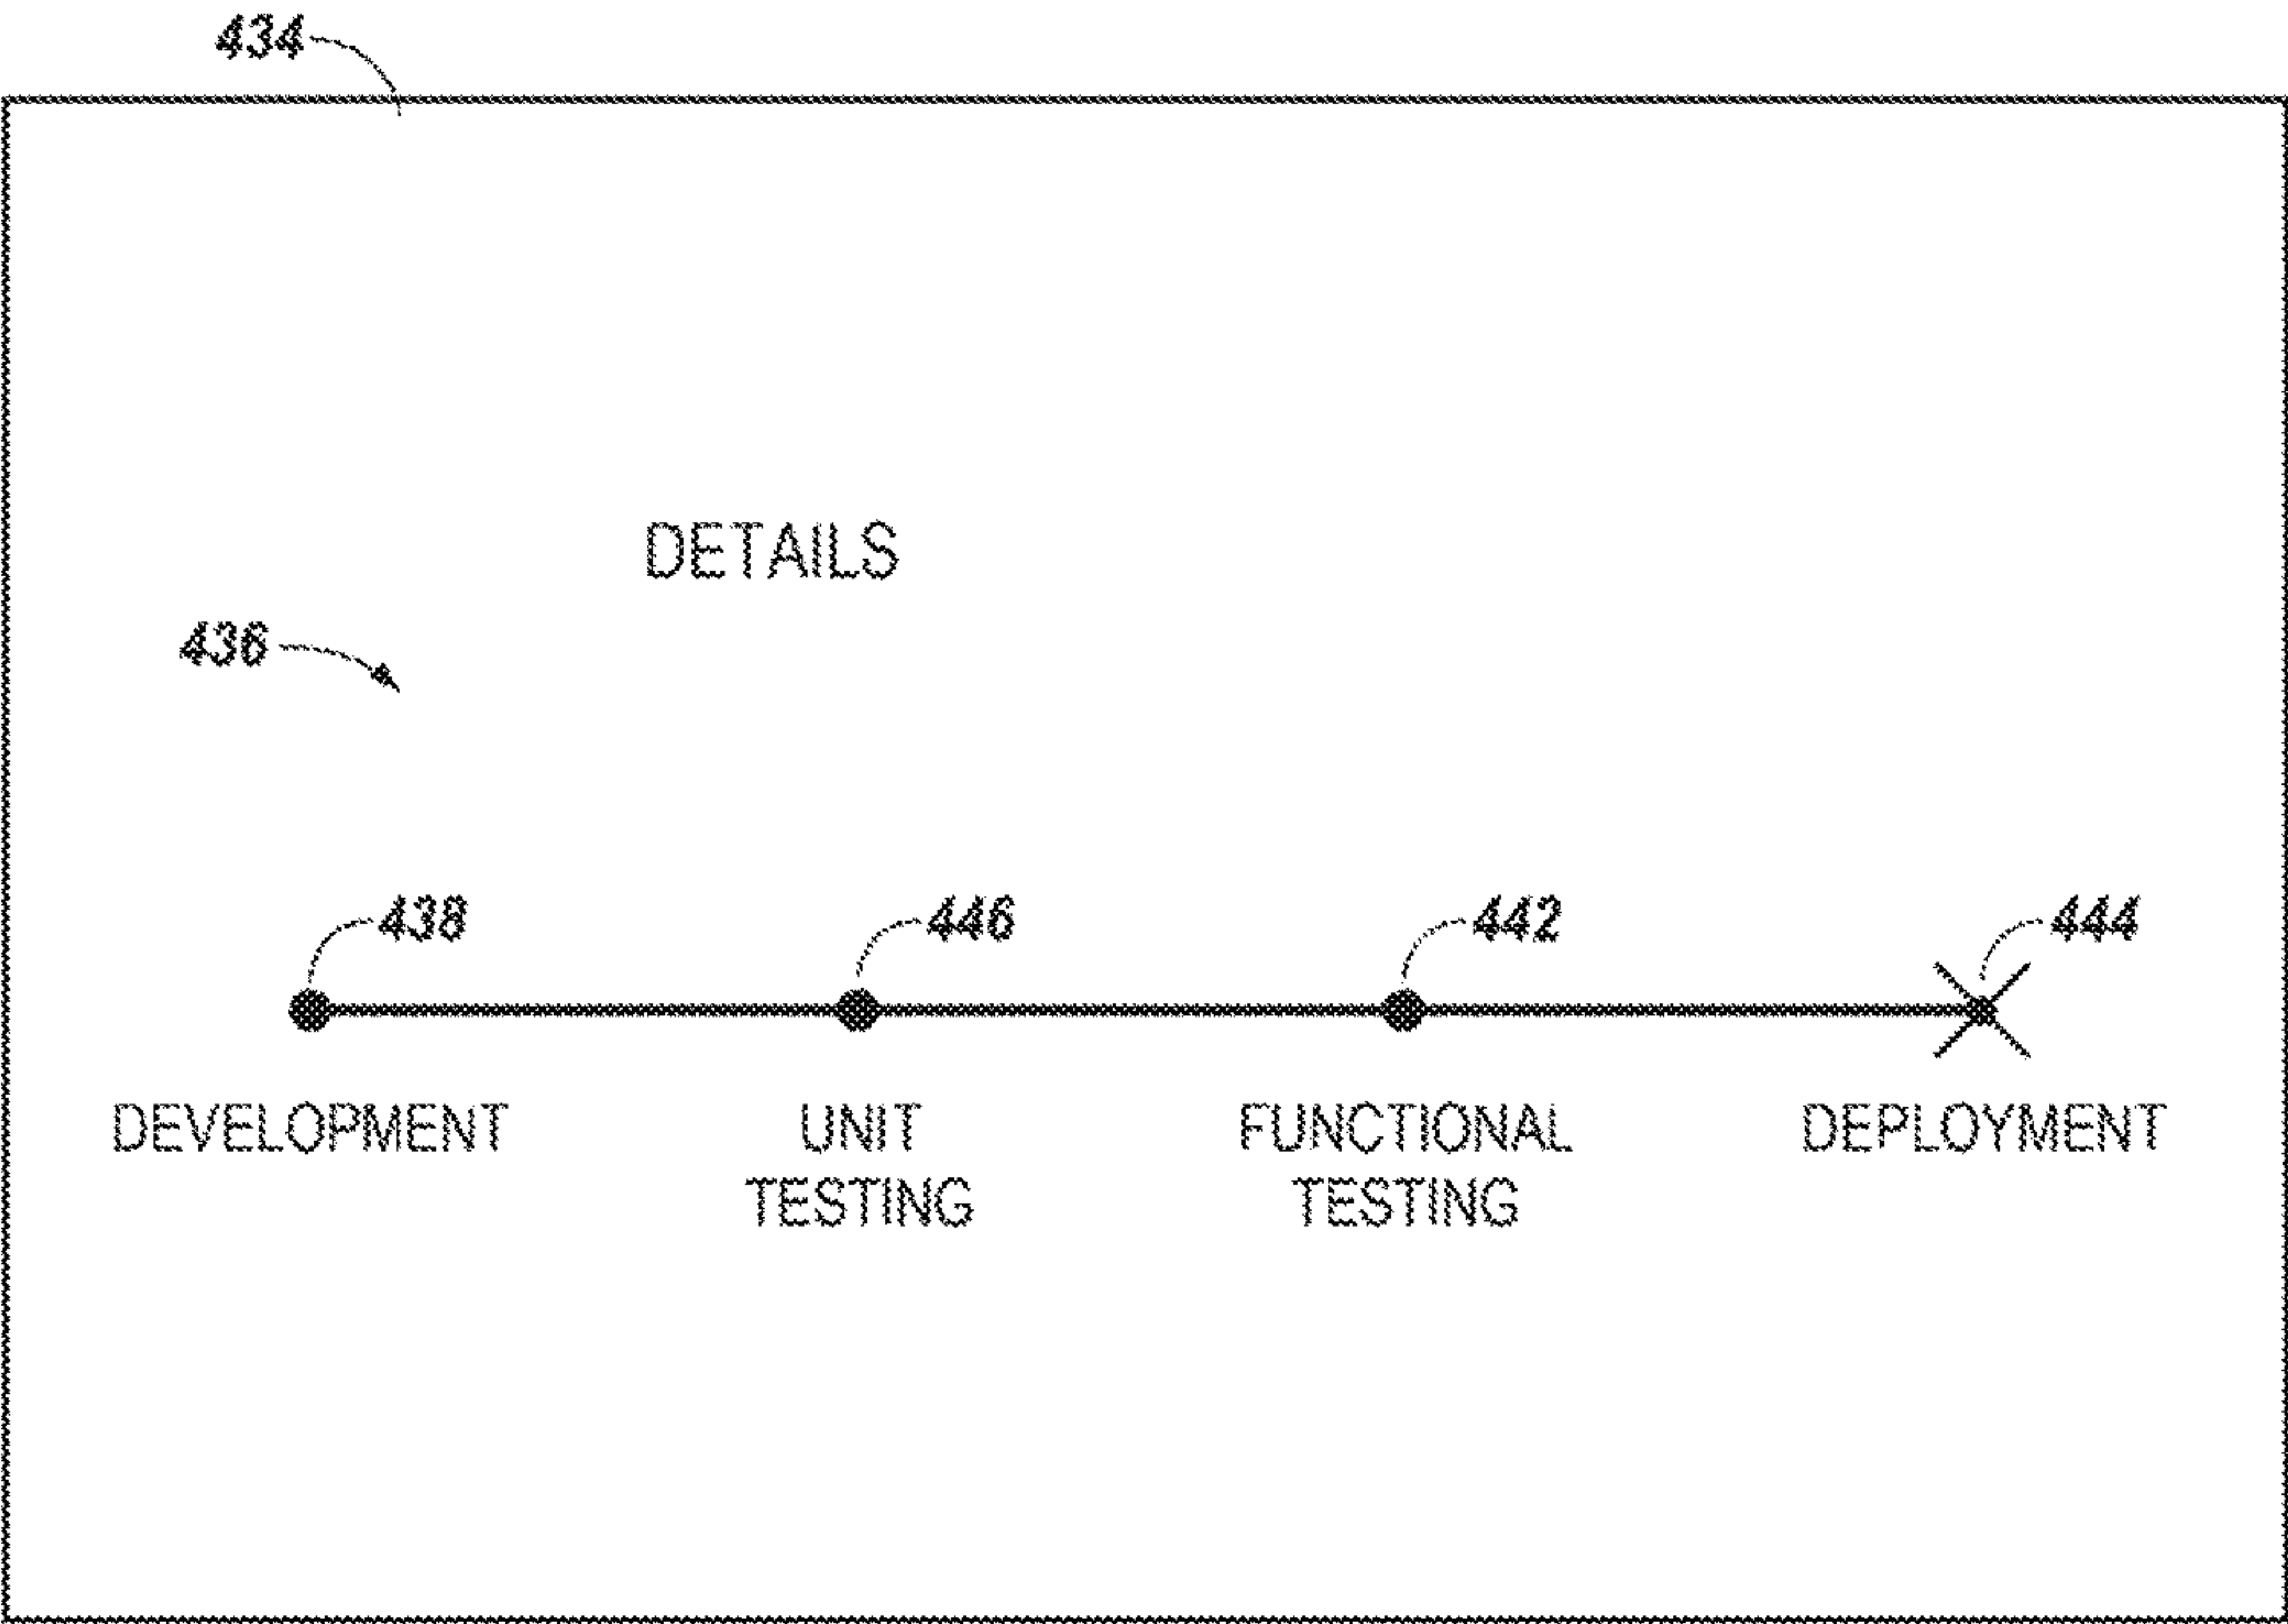 434
DETAILS
436
438 446 442 444
DEVELOPMENT UNIT FUNCTIONAL DEPLOYMENT
TESTING TESTING